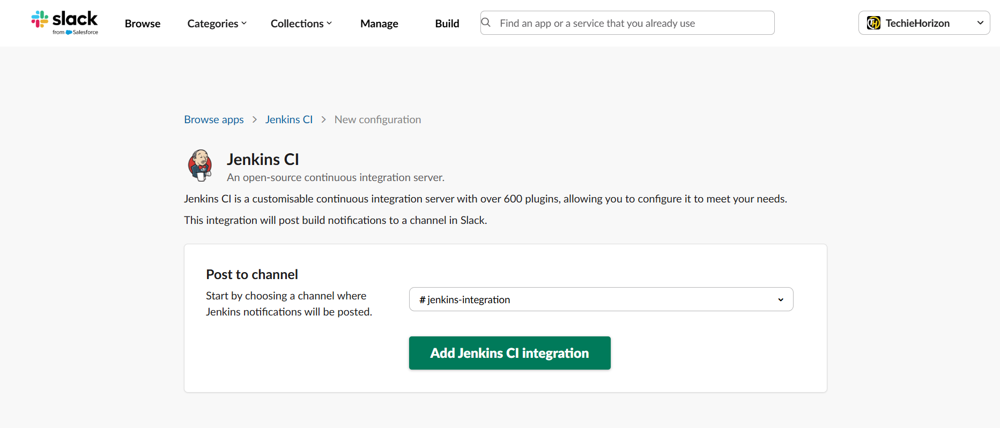 slack
from Salesforce
Browse Categories Collections Manage Build Find an app or a service that you already use TH TechieHorizon
Browse apps > Jenkins CI > New configuration
Jenkins CI
An open-source continuous integration server.
Jenkins CI is a customisable continuous integration server with over 600 plugins, allowing you to configure it to meet your needs.
This integration will post build notifications to a channel in Slack.
Post to channel
Start by choosing a channel where
Jenkins notifications will be posted.
# jenkins-integration
Add Jenkins CI integration